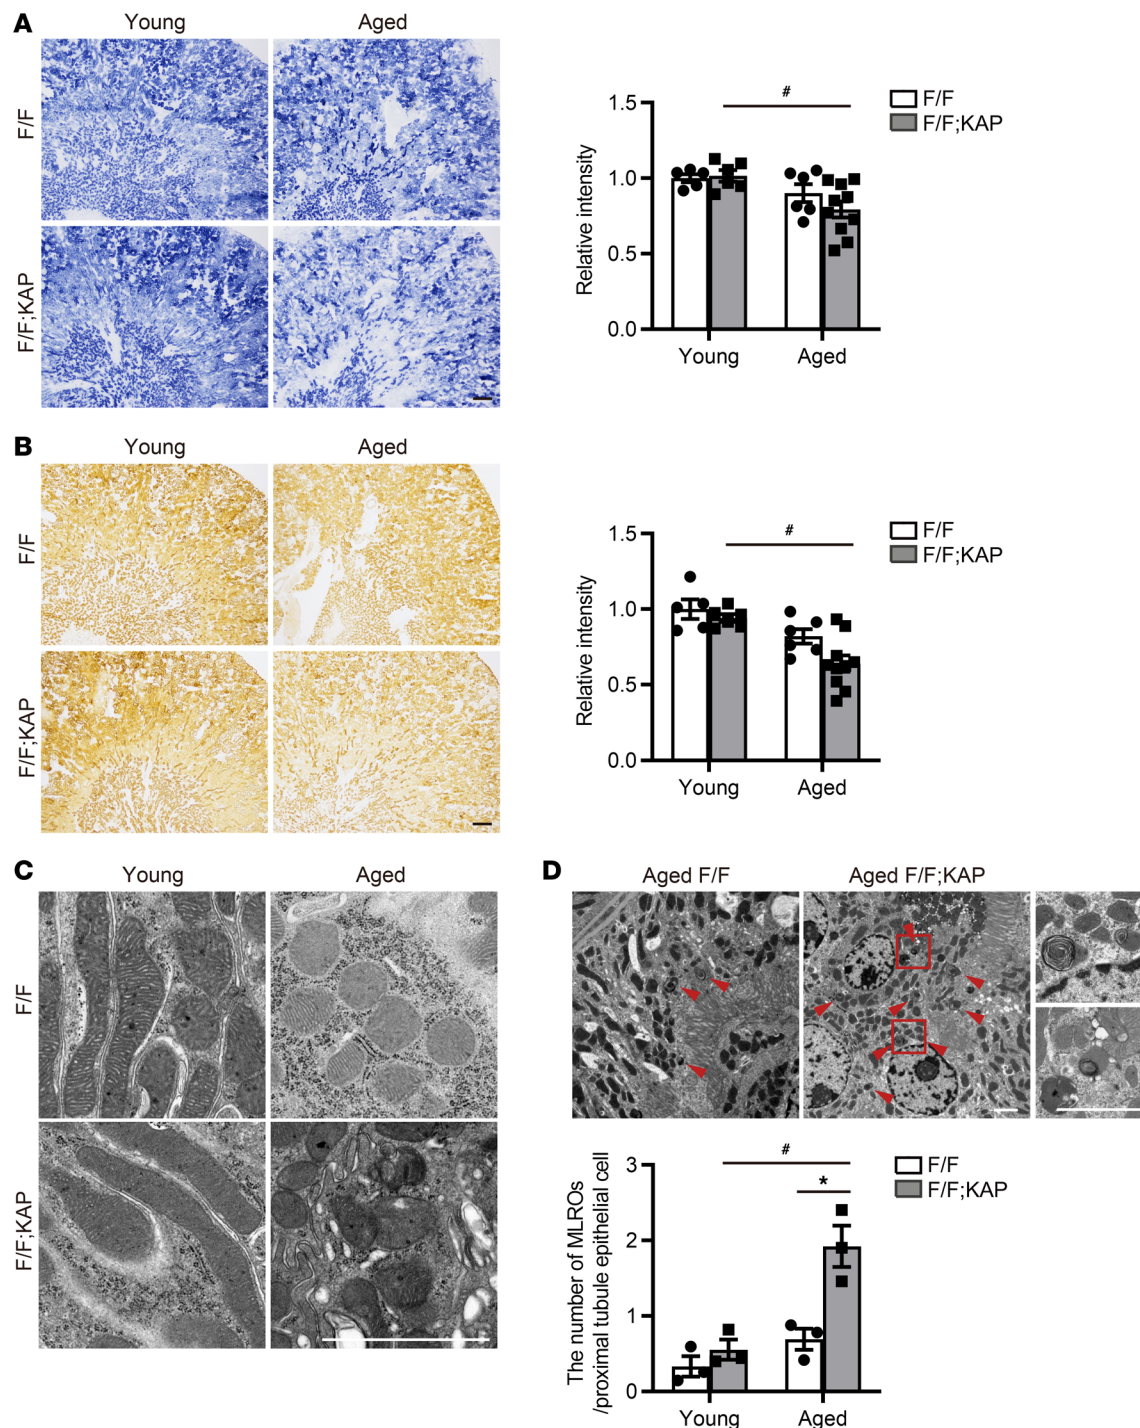 A
Young
Aged
F/F
F/F;KAP
#
F/F
F/F;KAP
Relative intensity
1.5
1.0
0.5
0.0
Young
Aged
B
Young
Aged
F/F
F/F;KAP
#
F/F
F/F;KAP
Relative intensity
1.5
1.0
0.5
0.0
Young
Aged
C
Young
Aged
F/F
F/F;KAP
D
Aged F/F
Aged F/F;KAP
#
*
F/F
F/F;KAP
The number of MLROs
/proximal tubule epithelial cell
3
2
1
0
Young
Aged